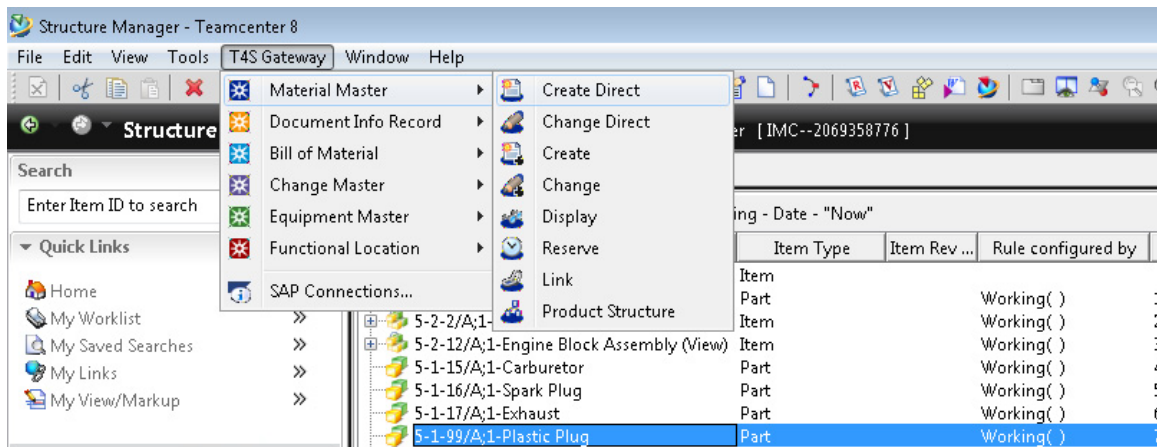 Structure Manager - Teamcenter 8
File Edit View Tools T4S Gateway Window Help
Structure
[ IMC--2069358776 ]
Search
Enter Item ID to search
Quick Links
Home
My Worklist
My Saved Searches
My Links
My View/Markup
Material Master
Document Info Record
Bill of Material
Change Master
Equipment Master
Functional Location
SAP Connections...
Create Direct
Change Direct
Create
Change
Display
Reserve
Link
Product Structure
- Date - "Now"
Item Type Item Rev ... Rule configured by
Item
Part Working( )
5-2-2/A;1- Item Working( )
5-2-12/A;1-Engine Block Assembly (View) Item Working( )
5-1-15/A;1-Carburetor Part Working( )
5-1-16/A;1-Spark Plug Part Working( )
5-1-17/A;1-Exhaust Part Working( )
5-1-99/A;1-Plastic Plug Part Working( )